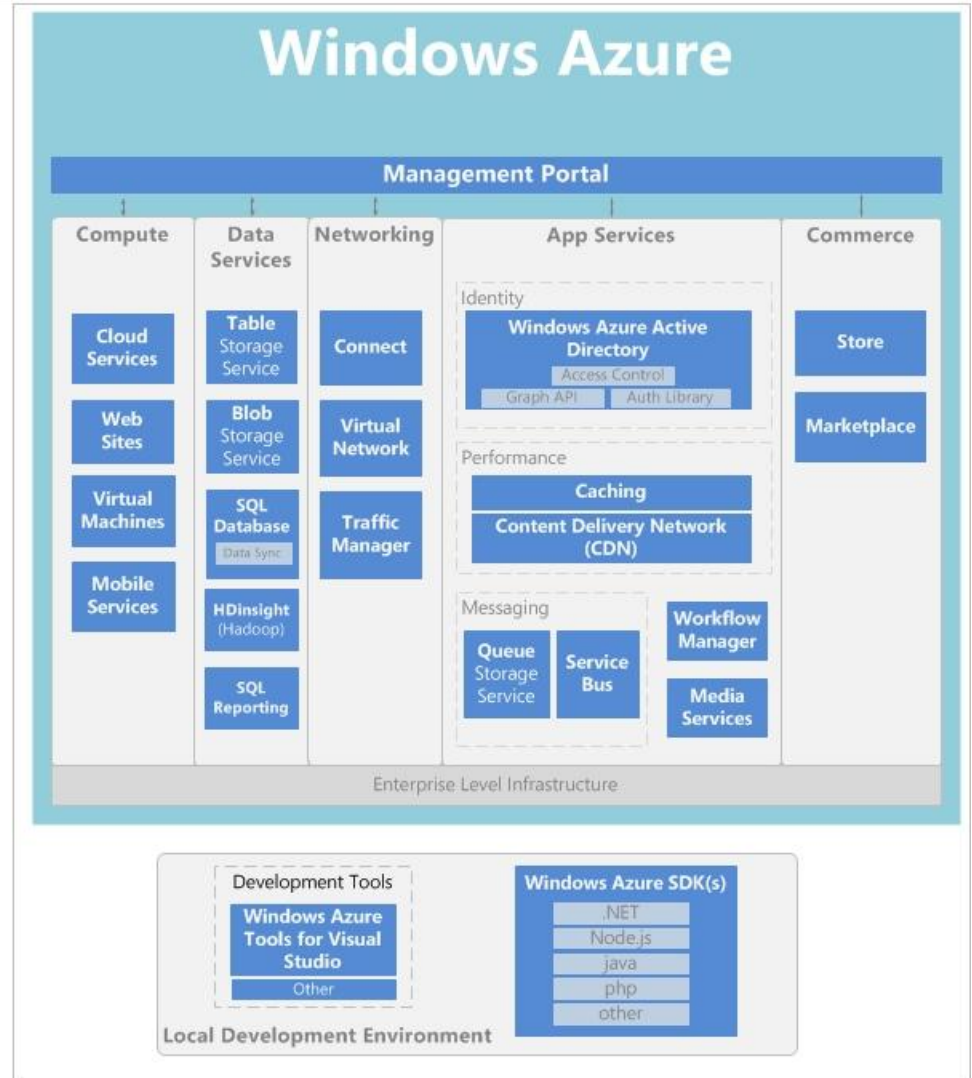 Windows Azure
Management Portal
Compute
Cloud
Services
Web
Sites
Virtual
Machines
Mobile
Services
Data
Services
Table
Storage
Service
Blob
Storage
Service
SQL
Database
Data Sync
HDinsight
(Hadoop)
SQL
Reporting
Networking
Connect
Virtual
Network
Traffic
Manager
App Services
Identity
Windows Azure Active
Directory
Access Control
Graph API
Auth Library
Performance
Caching
Content Delivery Network
(CDN)
Messaging
Queue
Storage
Service
Service
Bus
Workflow
Manager
Media
Services
Commerce
Store
Marketplace
Enterprise Level Infrastructure
Development Tools
Windows Azure
Tools for Visual
Studio
Other
Windows Azure SDK(s)
.NET
Node.js
java
php
other
Local Development Environment